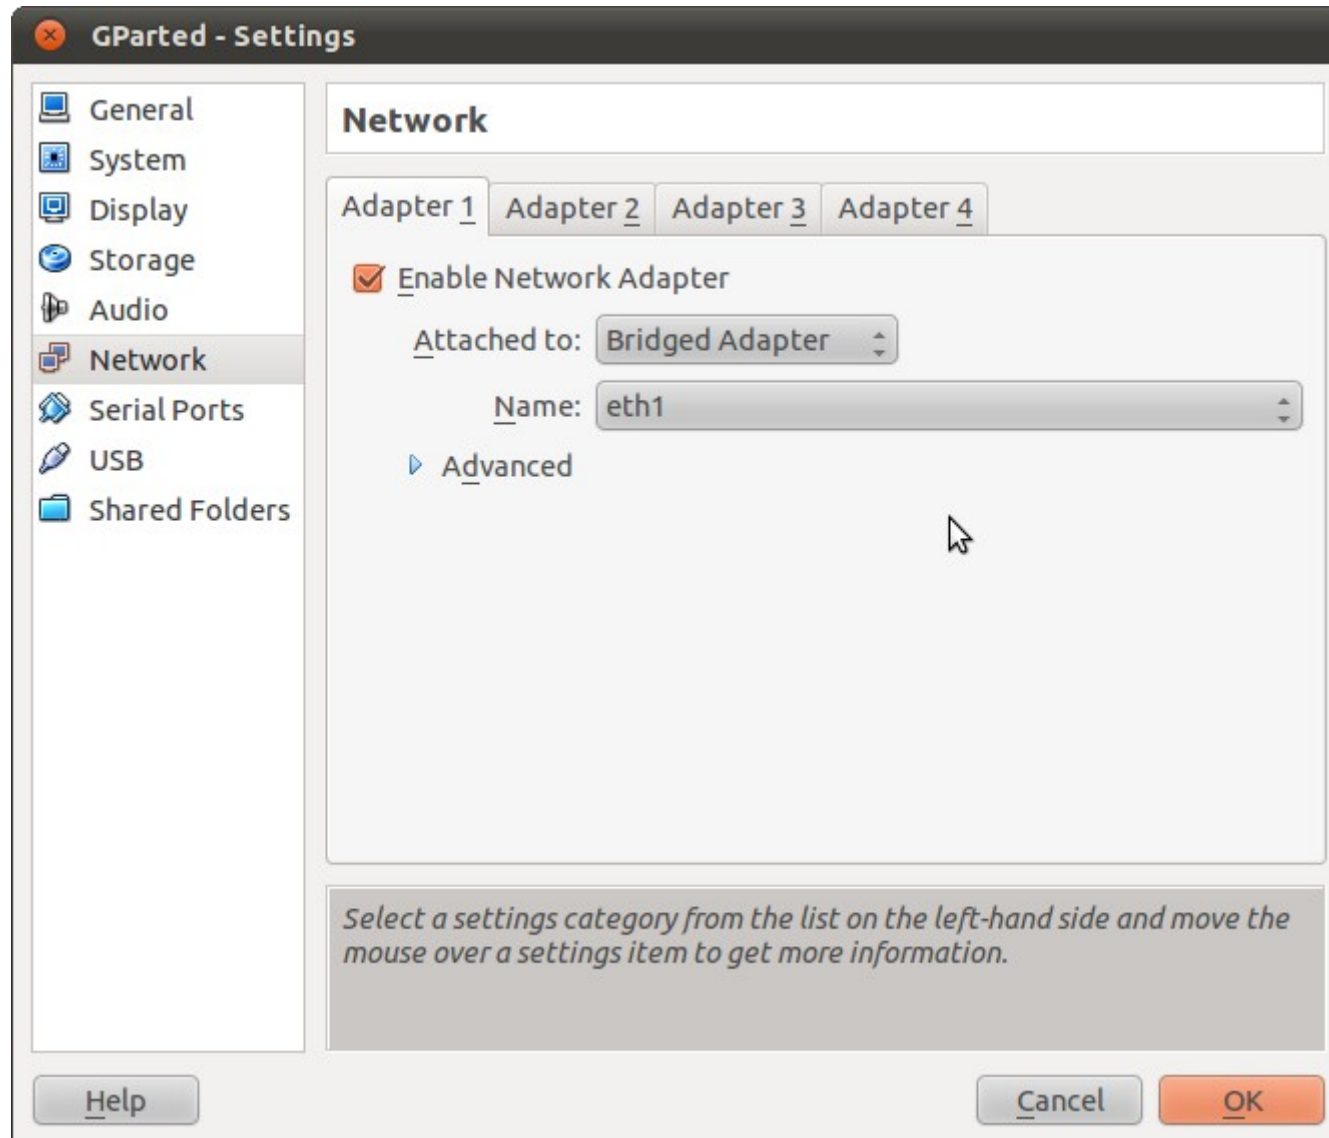 GParted - Settings
General
System
Display
Storage
Audio
Network
Serial Ports
USB
Shared Folders
Network
Adapter 1 Adapter 2 Adapter 3 Adapter 4
Enable Network Adapter
Attached to: Bridged Adapter
Name: eth1
Advanced
Select a settings category from the list on the left-hand side and move the
mouse over a settings item to get more information.
Help Cancel OK